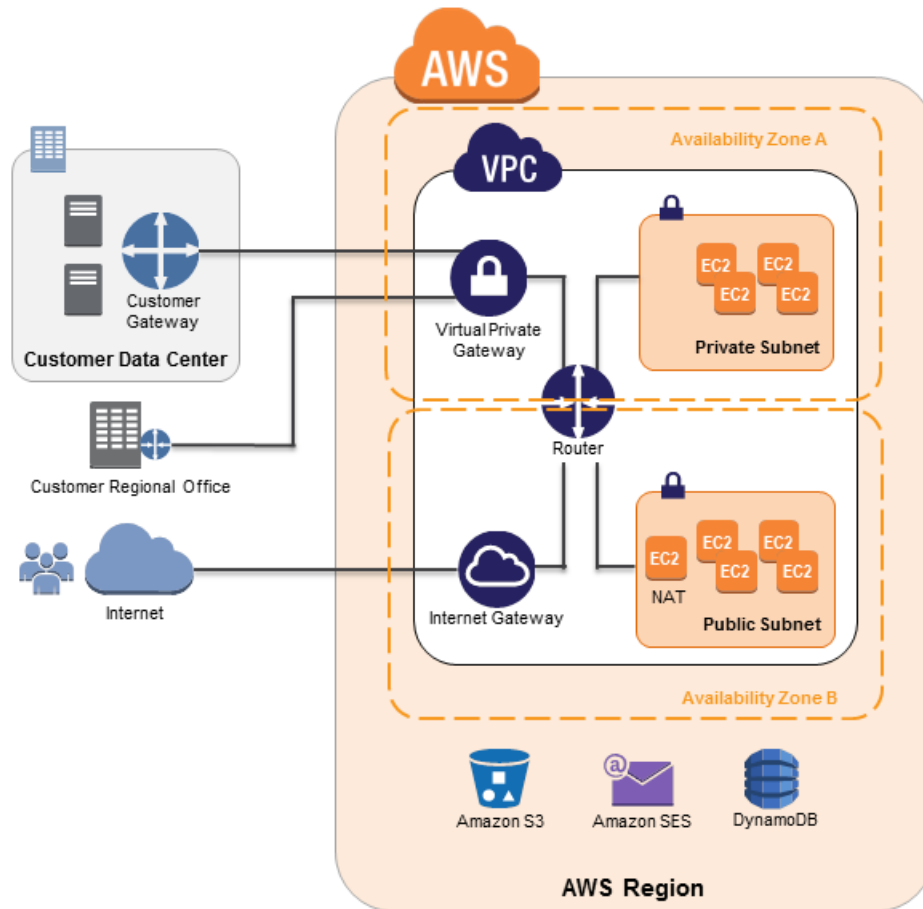 AWS
Availability Zone A
VPC
EC2
EC2
EC2
EC2
Private Subnet
Customer
Gateway
Customer Data Center
Virtual Private
Gateway
Router
Customer Regional Office
Internet
Internet Gateway
EC2
EC2
EC2
EC2
EC2
NAT
Public Subnet
Availability Zone B
@
Amazon S3
Amazon SES
DynamoDB
AWS Region